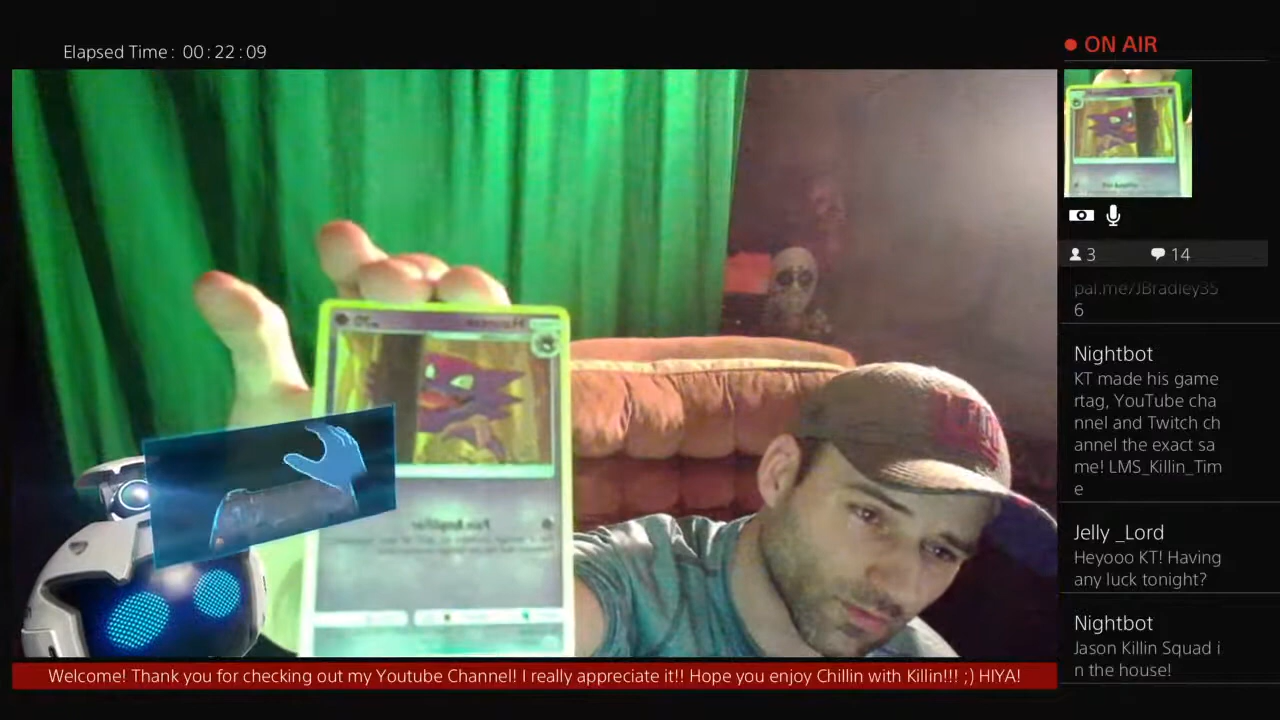 Elapsed Time: 00:22:09
ON AIR
3
14
pal.me/JBradley35
6
Nightbot
KT made his game
rtag, YouTube cha
nnel and Twitch ch
annel the exact sa
me! LMS_Killin_Tim
e
Jelly _Lord
Heyooo KT! Having
any luck tonight?
Nightbot
Jason Killin Squad i
n the house!
Haunter
Pain Amplifier
Welcome! Thank you for checking out my Youtube Channel! I really appreciate it!! Hope you enjoy Chillin with Killin!!! ;) HIYA!